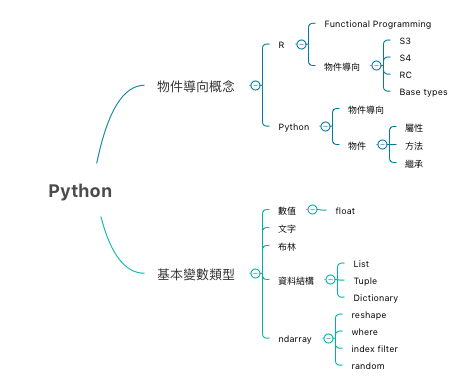 Python
物件導向概念
R
Functional Programming
物件導向
S3
S4
RC
Base types
Python
物件導向
物件
屬性
方法
繼承
基本變數類型
數值
float
文字
布林
資料結構
List
Tuple
Dictionary
ndarray
reshape
where
index filter
random